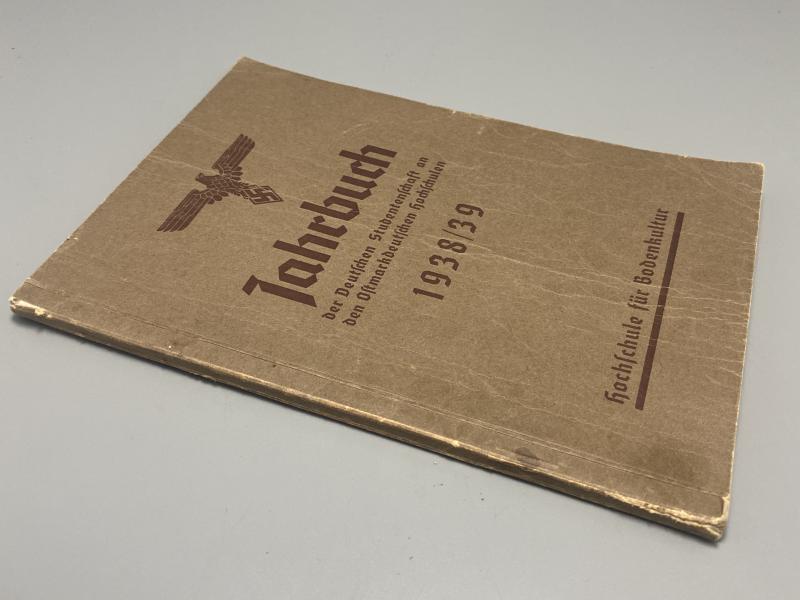 Jahrbuch
der Deutſchen Studentenſchaft an
den Oſtmarkdeutſchen Hochſchulen
1938/39
Hochſchule für Bodenkultur